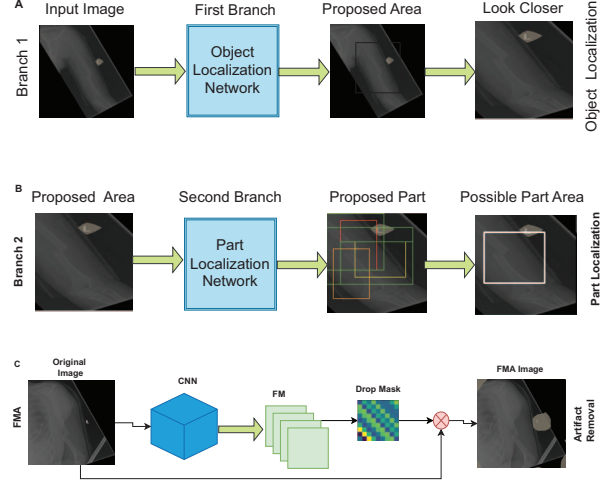 A
Input Image
First Branch
Proposed Area
Look Closer
Branch 1
Object
Localization
Network
Object Localization
B
Proposed Area
Second Branch
Proposed Part
Possible Part Area
Branch 2
Part
Localization
Network
Part Localization
C
Original
Image
CNN
FM
Drop Mask
FMA Image
FMA
Artifact
Removal